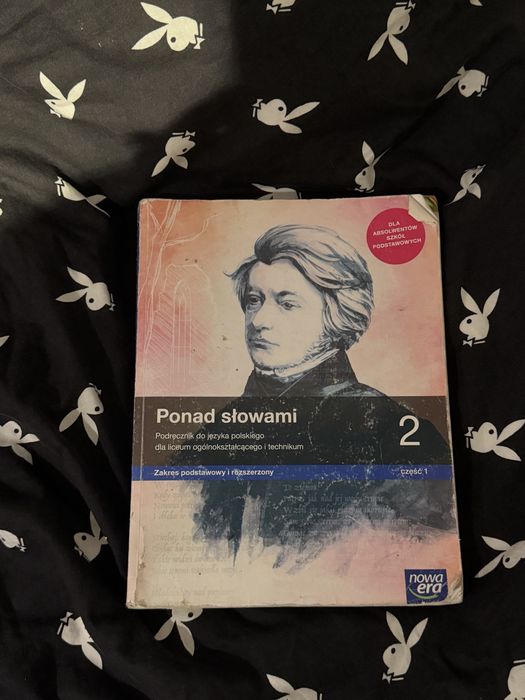 DLA
ABSOLWENTÓW
SZKÓŁ
PODSTAWOWYCH
Ponad słowami
Podręcznik do języka polskiego
dla liceum ogólnokształcącego i technikum
2
Zakres podstawowy i rozszerzony
część 1
nowa
era